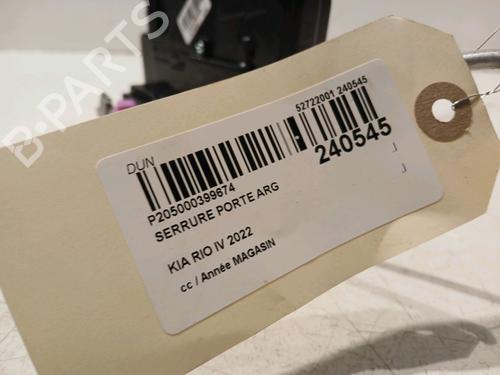 B-PARTS
52722001 240545
DUN
240545
P205000399674
SERRURE PORTE ARG
KIA RIO IV 2022
cc / Année MAGASIN